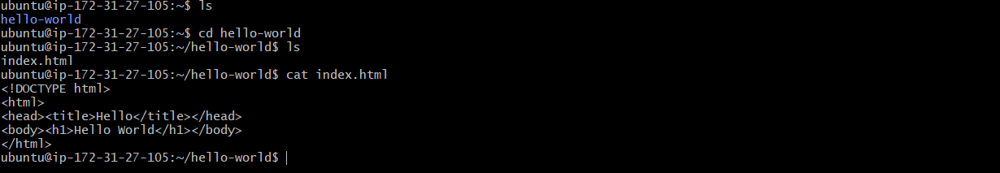 ubuntu@ip-172-31-27-105:~$ ls
hello-world
ubuntu@ip-172-31-27-105:~$ cd hello-world
ubuntu@ip-172-31-27-105:~/hello-world$ ls
index.html
ubuntu@ip-172-31-27-105:~/hello-world$ cat index.html
<!DOCTYPE html>
<html>
<head><title>Hello</title></head>
<body><h1>Hello World</h1></body>
</html>
ubuntu@ip-172-31-27-105:~/hello-world$